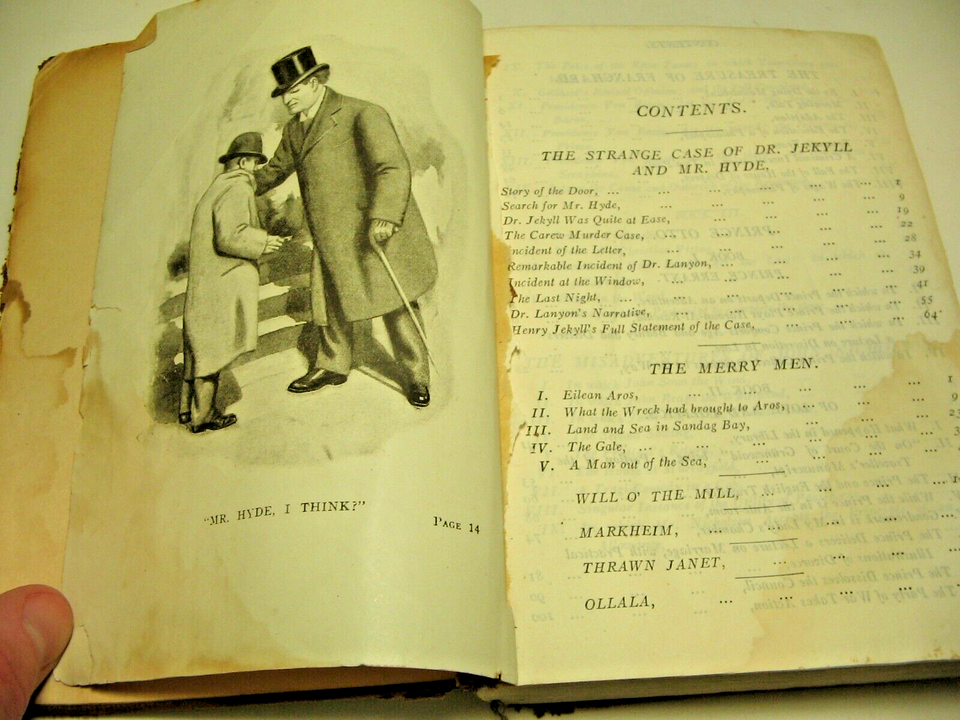 "MR. HYDE, I THINK?"
PAGE 14
CONTENTS.
THE STRANGE CASE OF DR. JEKYLL
AND MR. HYDE.
Story of the Door, ... ... ... ... ... 1
Search for Mr. Hyde, ... ... ... ... 9
Dr. Jekyll Was Quite at Ease, ... ... ... 19
The Carew Murder Case, ... ... ... ... 22
Incident of the Letter, ... ... ... ... 28
Remarkable Incident of Dr. Lanyon, ... ... ... 34
Incident at the Window, ... ... ... ... 39
The Last Night, ... ... ... ... ... 41
Dr. Lanyon's Narrative, ... ... ... ... 55
Henry Jekyll's Full Statement of the Case, ... ... ... 64
THE MERRY MEN.
I. Eilean Aros, ... ... ... ... 1
II. What the Wreck had brought to Aros, ... ... ... 9
III. Land and Sea in Sandag Bay, ... ... ... 23
IV. The Gale, ... ... ... ... ...
V. A Man out of the Sea, ... ... ...
WILL O' THE MILL, ... ... ...
MARKHEIM, ... ... ... ...
THRAWN JANET, ... ... ...
OLLALA, ... ... ... ...